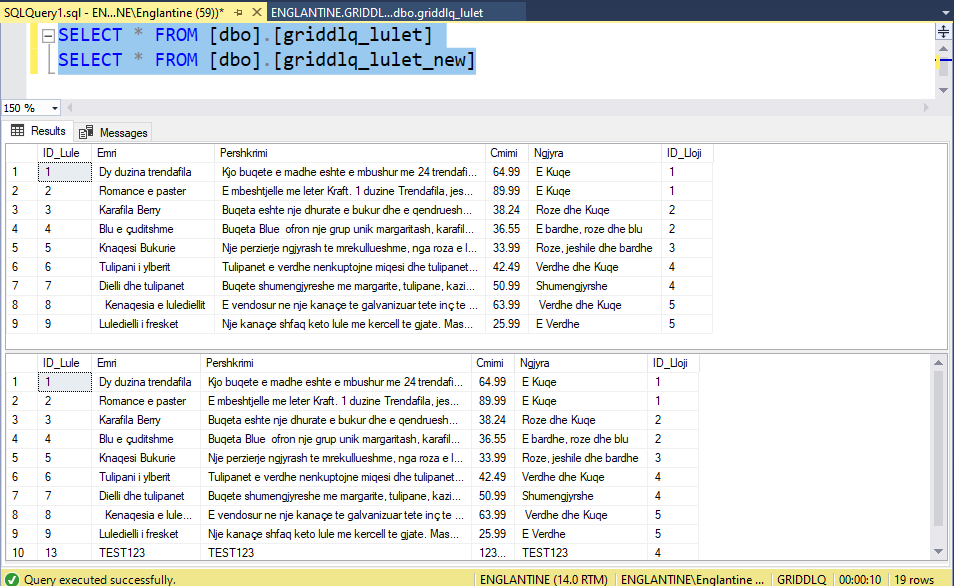 SQLQuery1.sql - EN...NE\Englantine (59))* ENGLANTINE.GRIDDL...dbo.griddlq_lulet
SELECT * FROM [dbo].[griddlq_lulet]
SELECT * FROM [dbo].[griddlq_lulet_new]
150 %
Results Messages
ID_Lule Emri Pershkrimi Cmimi Ngjyra ID_Lloji
1 1 Dy duzina trendafila Kjo buqete e madhe eshte e mbushur me 24 trendafi... 64.99 E Kuqe 1
2 2 Romance e paster E mbeshtjelle me leter Kraft. 1 duzine Trendafila, jes... 89.99 E Kuqe 1
3 3 Karafila Berry Buqeta eshte nje dhurate e bukur dhe e qendruesh... 38.24 Roze dhe Kuqe 2
4 4 Blu e çuditshme Buqeta Blue ofron nje grup unik margaritash, karafil... 36.55 E bardhe, roze dhe blu 2
5 5 Knaqesi Bukurie Nje perzierje ngjyrash te mrekullueshme, nga roza e l... 33.99 Roze, jeshile dhe bardhe 3
6 6 Tulipani i ylberit Tulipanet e verdhe nenkuptojne miqesi dhe tulipanet... 42.49 Verdhe dhe Kuqe 4
7 7 Dielli dhe tulipanet Buqete shumengjyreshe me margarite, tulipane, kazi... 50.99 Shumengjyrshe 4
8 8 Kenaqesia e lulediellit E vendosur ne nje kanaçe te galvanizuar tete inç te ... 63.99 Verdhe dhe Kuqe 5
9 9 Luledielli i fresket Nje kanaçe shfaq keto lule me kercell te gjate. Mas... 25.99 E Verdhe 5
ID_Lule Emri Pershkrimi Cmimi Ngjyra ID_Lloji
1 1 Dy duzina trendafila Kjo buqete e madhe eshte e mbushur me 24 trendafi... 64.99 E Kuqe 1
2 2 Romance e paster E mbeshtjelle me leter Kraft. 1 duzine Trendafila, jes... 89.99 E Kuqe 1
3 3 Karafila Berry Buqeta eshte nje dhurate e bukur dhe e qendruesh... 38.24 Roze dhe Kuqe 2
4 4 Blu e çuditshme Buqeta Blue ofron nje grup unik margaritash, karafil... 36.55 E bardhe, roze dhe blu 2
5 5 Knaqesi Bukurie Nje perzierje ngjyrash te mrekullueshme, nga roza e l... 33.99 Roze, jeshile dhe bardhe 3
6 6 Tulipani i ylberit Tulipanet e verdhe nenkuptojne miqesi dhe tulipanet... 42.49 Verdhe dhe Kuqe 4
7 7 Dielli dhe tulipanet Buqete shumengjyreshe me margarite, tulipane, kazi... 50.99 Shumengjyrshe 4
8 8 Kenaqesia e lule... E vendosur ne nje kanaçe te galvanizuar tete inç te ... 63.99 Verdhe dhe Kuqe 5
9 9 Luledielli i fresket Nje kanaçe shfaq keto lule me kercell te gjate. Mas... 25.99 E Verdhe 5
10 13 TEST123 TEST123 123... TEST123 4
Query executed successfully. ENGLANTINE (14.0 RTM) ENGLANTINE\Englantine ... GRIDDLQ 00:00:10 19 rows